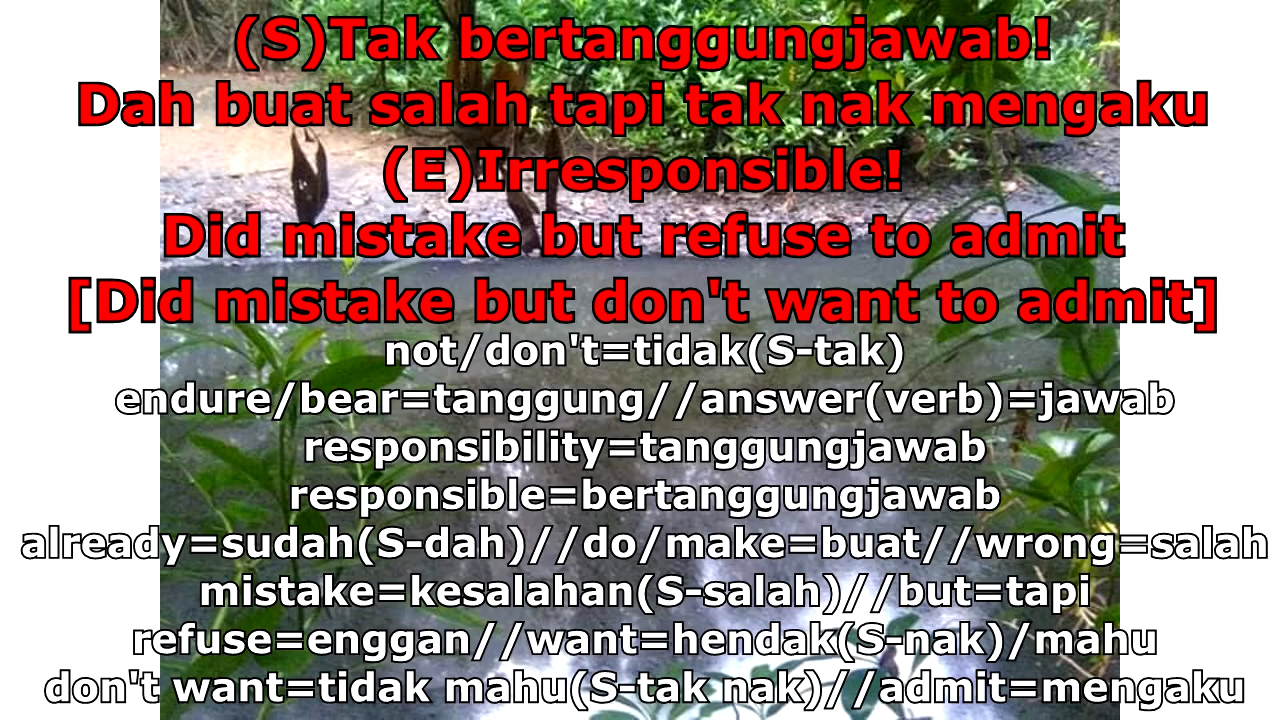 (S)Tak bertanggungjawab!
Dah buat salah tapi tak nak mengaku
(E)Irresponsible!
Did mistake but refuse to admit
[Did mistake but don't want to admit]
not/don't=tidak(S-tak)
endure/bear=tanggung//answer(verb)=jawab
responsibility=tanggungjawab
responsible=bertanggungjawab
already=sudah(S-dah)//do/make=buat//wrong=salah
mistake=kesalahan(S-salah)//but=tapi
refuse=enggan//want=hendak(S-nak)/mahu
don't want=tidak mahu(S-tak nak)//admit=mengaku